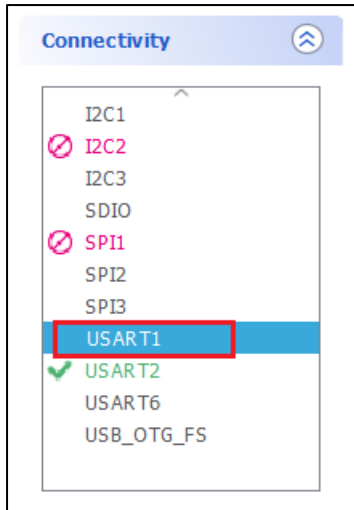 Connectivity
I2C1
I2C2
I2C3
SDIO
SPI1
SPI2
SPI3
USART1
USART2
USART6
USB_OTG_FS